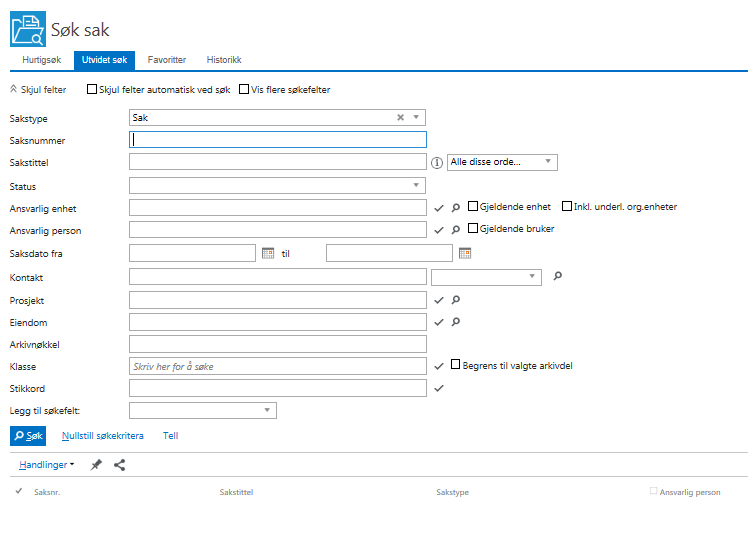 Søk sak
Hurtigsøk Utvidet søk Favoritter Historikk
Skjul felter Skjul felter automatisk ved søk Vis flere søkefelter
Sakstype Sak
Saksnummer
Sakstittel Alle disse orde...
Status
Ansvarlig enhet Gjeldende enhet Inkl. underl. org.enheter
Ansvarlig person Gjeldende bruker
Saksdato fra til
Kontakt
Prosjekt
Eiendom
Arkivnøkkel
Klasse Skriv her for å søke Begrens til valgte arkivdel
Stikkord
Legg til søkefelt:
Søk Nullstill søkekritera Tell
Handlinger
Saksnr. Sakstittel Sakstype Ansvarlig person